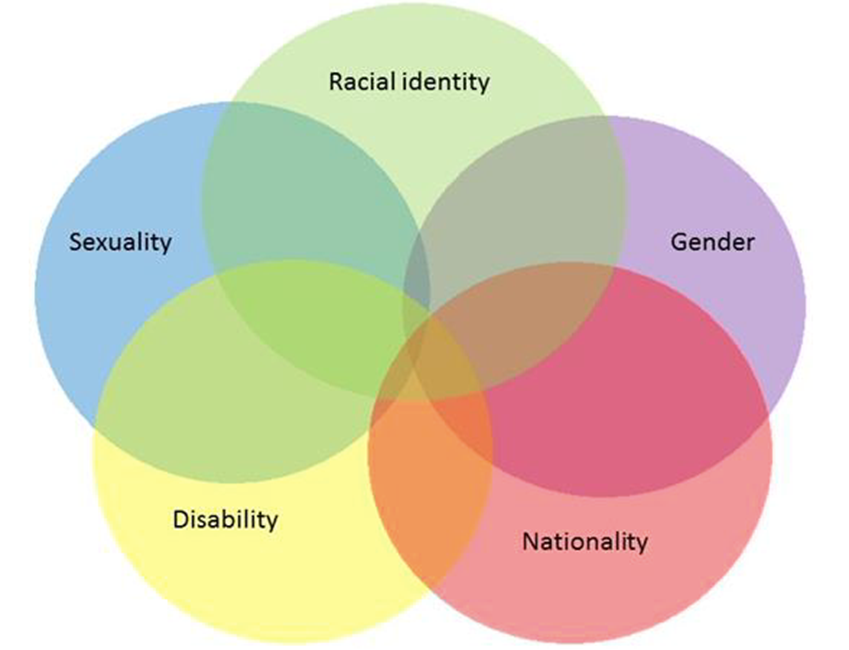 Racial identity
Sexuality
Gender
Disability
Nationality